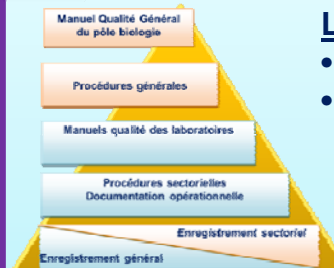 Manuel Qualité Général
du pôle biologie
L
•
•
Procédures générales
Manuels qualité des laboratoires
Procédures sectorielles
Documentation opérationnelle
Enregistrement sectoriel
Enregistrement général